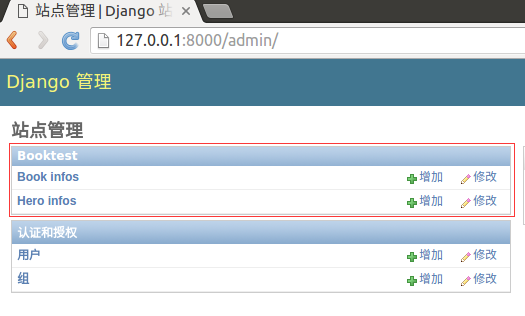 站点管理 | Django 站
127.0.0.1:8000/admin/
Django 管理
站点管理
Booktest
Book infos 增加 修改
Hero infos 增加 修改
认证和授权
用户 增加 修改
组 增加 修改